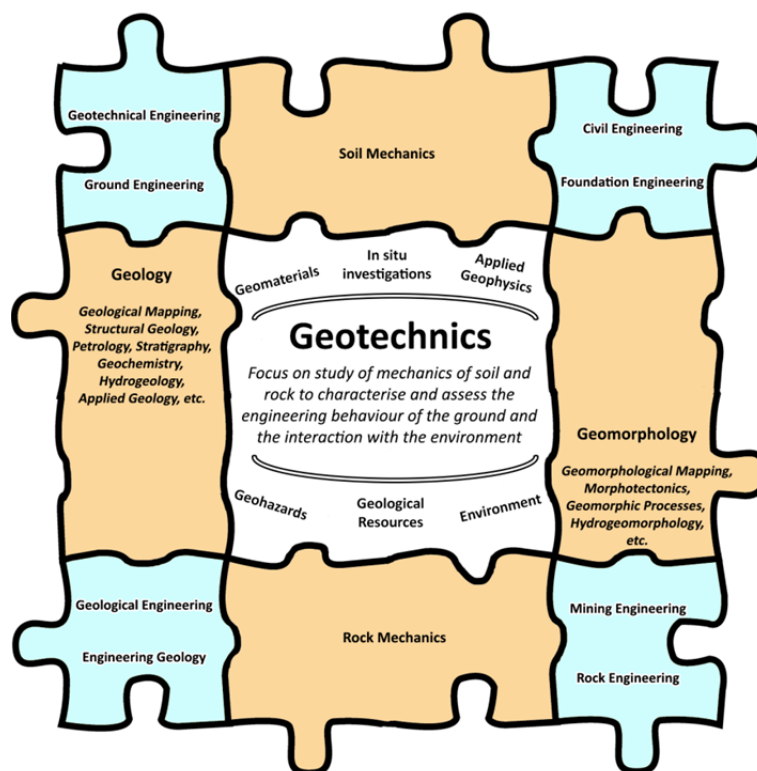 Geotechnical Engineering
Ground Engineering
Soil Mechanics
Civil Engineering
Foundation Engineering
Geology
Geological Mapping,
Structural Geology,
Petrology, Stratigraphy,
Geochemistry,
Hydrogeology,
Applied Geology, etc.
Geomaterials
In situ
investigations
Applied
Geophysics
Geotechnics
Focus on study of mechanics of soil and
rock to characterise and assess the
engineering behaviour of the ground and
the interaction with the environment
Geohazards
Geological
Resources
Environment
Geomorphology
Geomorphological Mapping,
Morphotectonics,
Geomorphic Processes,
Hydrogeomorphology,
etc.
Geological Engineering
Engineering Geology
Rock Mechanics
Mining Engineering
Rock Engineering